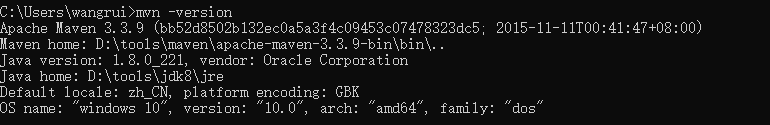 C:\Users\wangrui>mvn -version
Apache Maven 3.3.9 (bb52d8502b132ec0a5a3f4c09453c07478323dc5; 2015-11-11T00:41:47+08:00)
Maven home: D:\tools\maven\apache-maven-3.3.9-bin\bin\..
Java version: 1.8.0_221, vendor: Oracle Corporation
Java home: D:\tools\jdk8\jre
Default locale: zh_CN, platform encoding: GBK
OS name: "windows 10", version: "10.0", arch: "amd64", family: "dos"